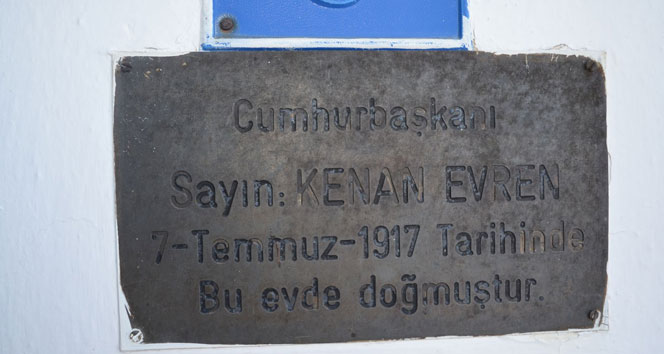 Cumhurbaşkanı
Sayın: KENAN EVREN
7-Temmuz-1917 Tarihinde
Bu evde doğmuştur.